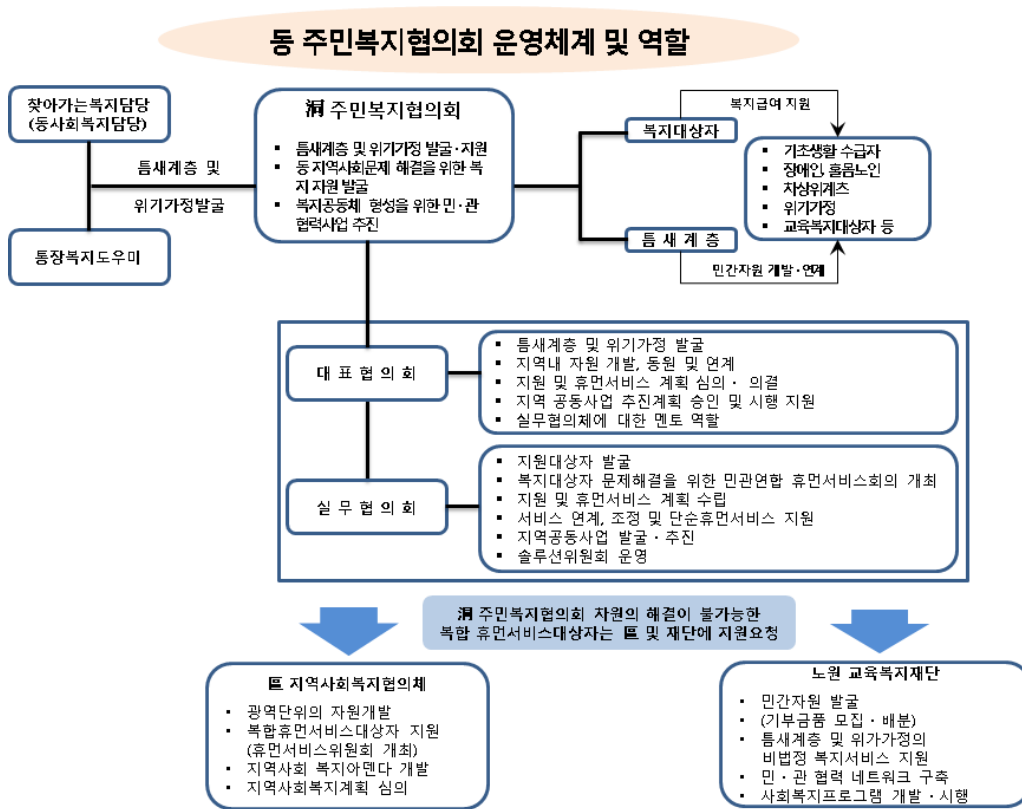 동 주민복지협의회 운영체계 및 역할
찾아가는복지담당
(동사회복지담당)
틈새계층 및
위기가정발굴
통장복지도우미
洞 주민복지협의회
▪ 틈새계층 및 위기가정 발굴·지원
▪ 동 지역사회문제 해결을 위한 복
지 자원 발굴
▪ 복지공동체 형성을 위한 민·관
협력사업 추진
복지대상자
복지급여 지원
▪ 기초생활 수급자
▪ 장애인, 홀몸노인
▪ 차상위계츠
▪ 위기가정
▪ 교육복지대상자 등
틈새계층
민간자원 개발·연계
대표협의회
▪ 틈새계층 및 위기가정 발굴
▪ 지역내 자원 개발, 동원 및 연계
▪ 지원 및 휴먼서비스 계획 심의· 의결
▪ 지역 공동사업 추진계획 승인 및 시행 지원
▪ 실무협의체에 대한 멘토 역할
실무협의회
▪ 지원대상자 발굴
▪ 복지대상자 문제해결을 위한 민관연합 휴먼서비스회의 개최
▪ 지원 및 휴먼서비스 계획 수립
▪ 서비스 연계, 조정 및 단순휴먼서비스 지원
▪ 지역공동사업 발굴·추진
▪ 솔루션위원회 운영
洞 주민복지협의회 차원의 해결이 불가능한
복합 휴먼서비스대상자는 區 및 재단에 지원요청
區 지역사회복지협의체
• 광역단위의 자원개발
• 복합휴먼서비스대상자 지원
(휴먼서비스위원회 개최)
• 지역사회 복지아덴다 개발
• 지역사회복지계획 심의
노원 교육복지재단
▪ 민간자원 발굴
▪ (기부금품 모집·배분)
▪ 틈새계층 및 위가가정의
비법정 복지서비스 지원
▪ 민·관 협력 네트워크 구축
▪ 사회복지프로그램 개발·시행